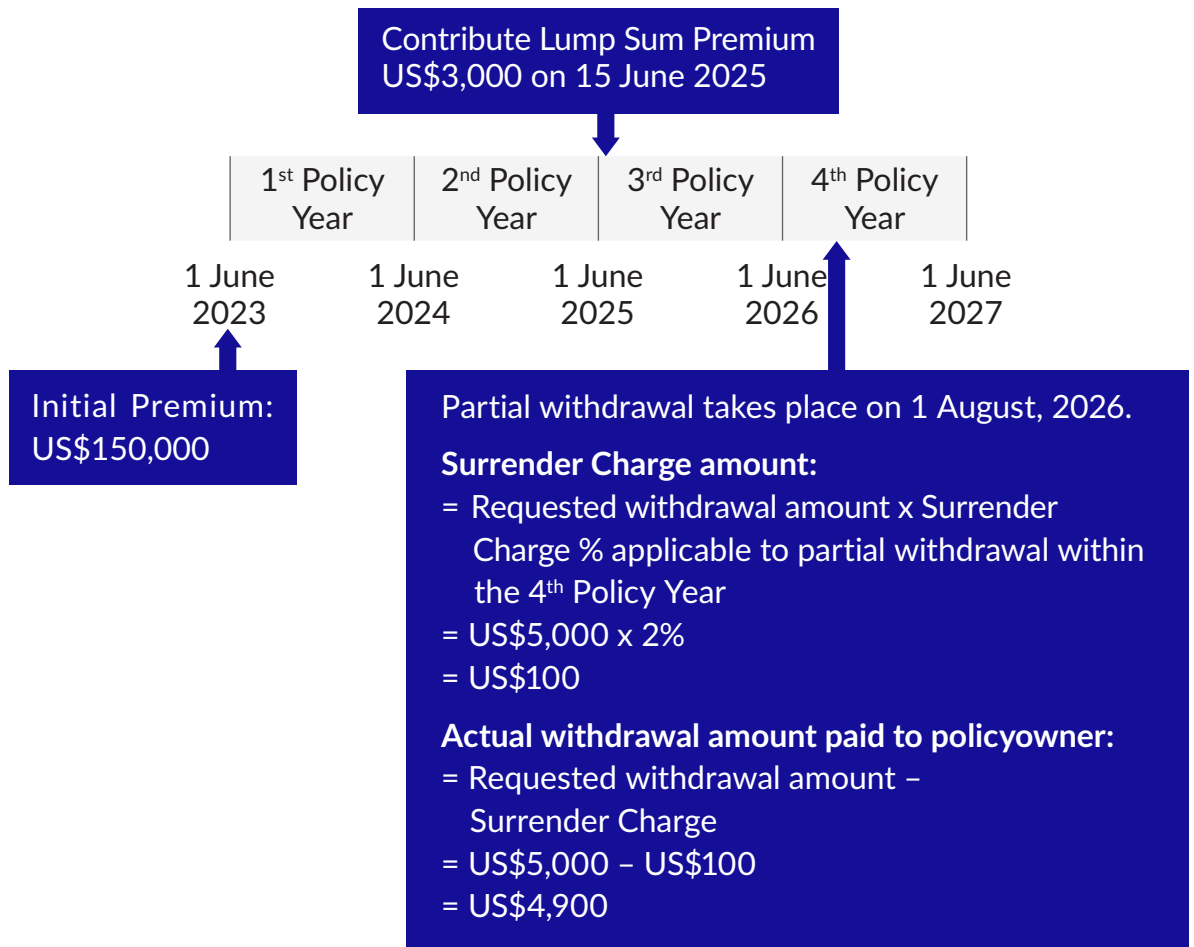 Contribute Lump Sum Premium
US$3,000 on 15 June 2025
1st Policy
Year
2nd Policy
Year
3rd Policy
Year
4th Policy
Year
1 June
2023
1 June
2024
1 June
2025
1 June
2026
1 June
2027
Initial Premium:
US$150,000
Partial withdrawal takes place on 1 August, 2026.
Surrender Charge amount:
= Requested withdrawal amount x Surrender
Charge % applicable to partial withdrawal within
the 4th Policy Year
= US$5,000 x 2%
= US$100
Actual withdrawal amount paid to policyowner:
= Requested withdrawal amount –
Surrender Charge
= US$5,000 – US$100
= US$4,900